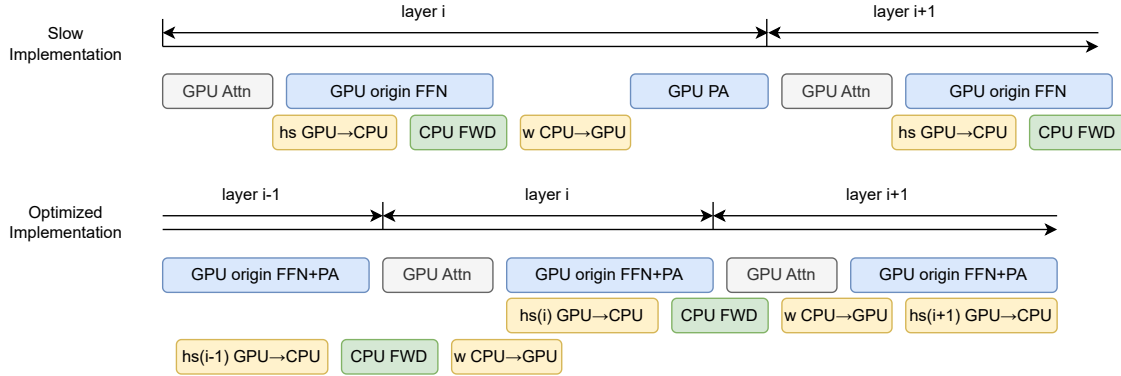 layer i
layer i+1
Slow
Implementation
GPU Attn
GPU origin FFN
GPU PA
GPU Attn
GPU origin FFN
hs GPU→CPU
CPU FWD
w CPU→GPU
hs GPU→CPU
CPU FWD
layer i-1
layer i
layer i+1
Optimized
Implementation
GPU origin FFN+PA
GPU Attn
GPU origin FFN+PA
GPU Attn
GPU origin FFN+PA
hs(i) GPU→CPU
CPU FWD
w CPU→GPU
hs(i+1) GPU→CPU
hs(i-1) GPU→CPU
CPU FWD
w CPU→GPU